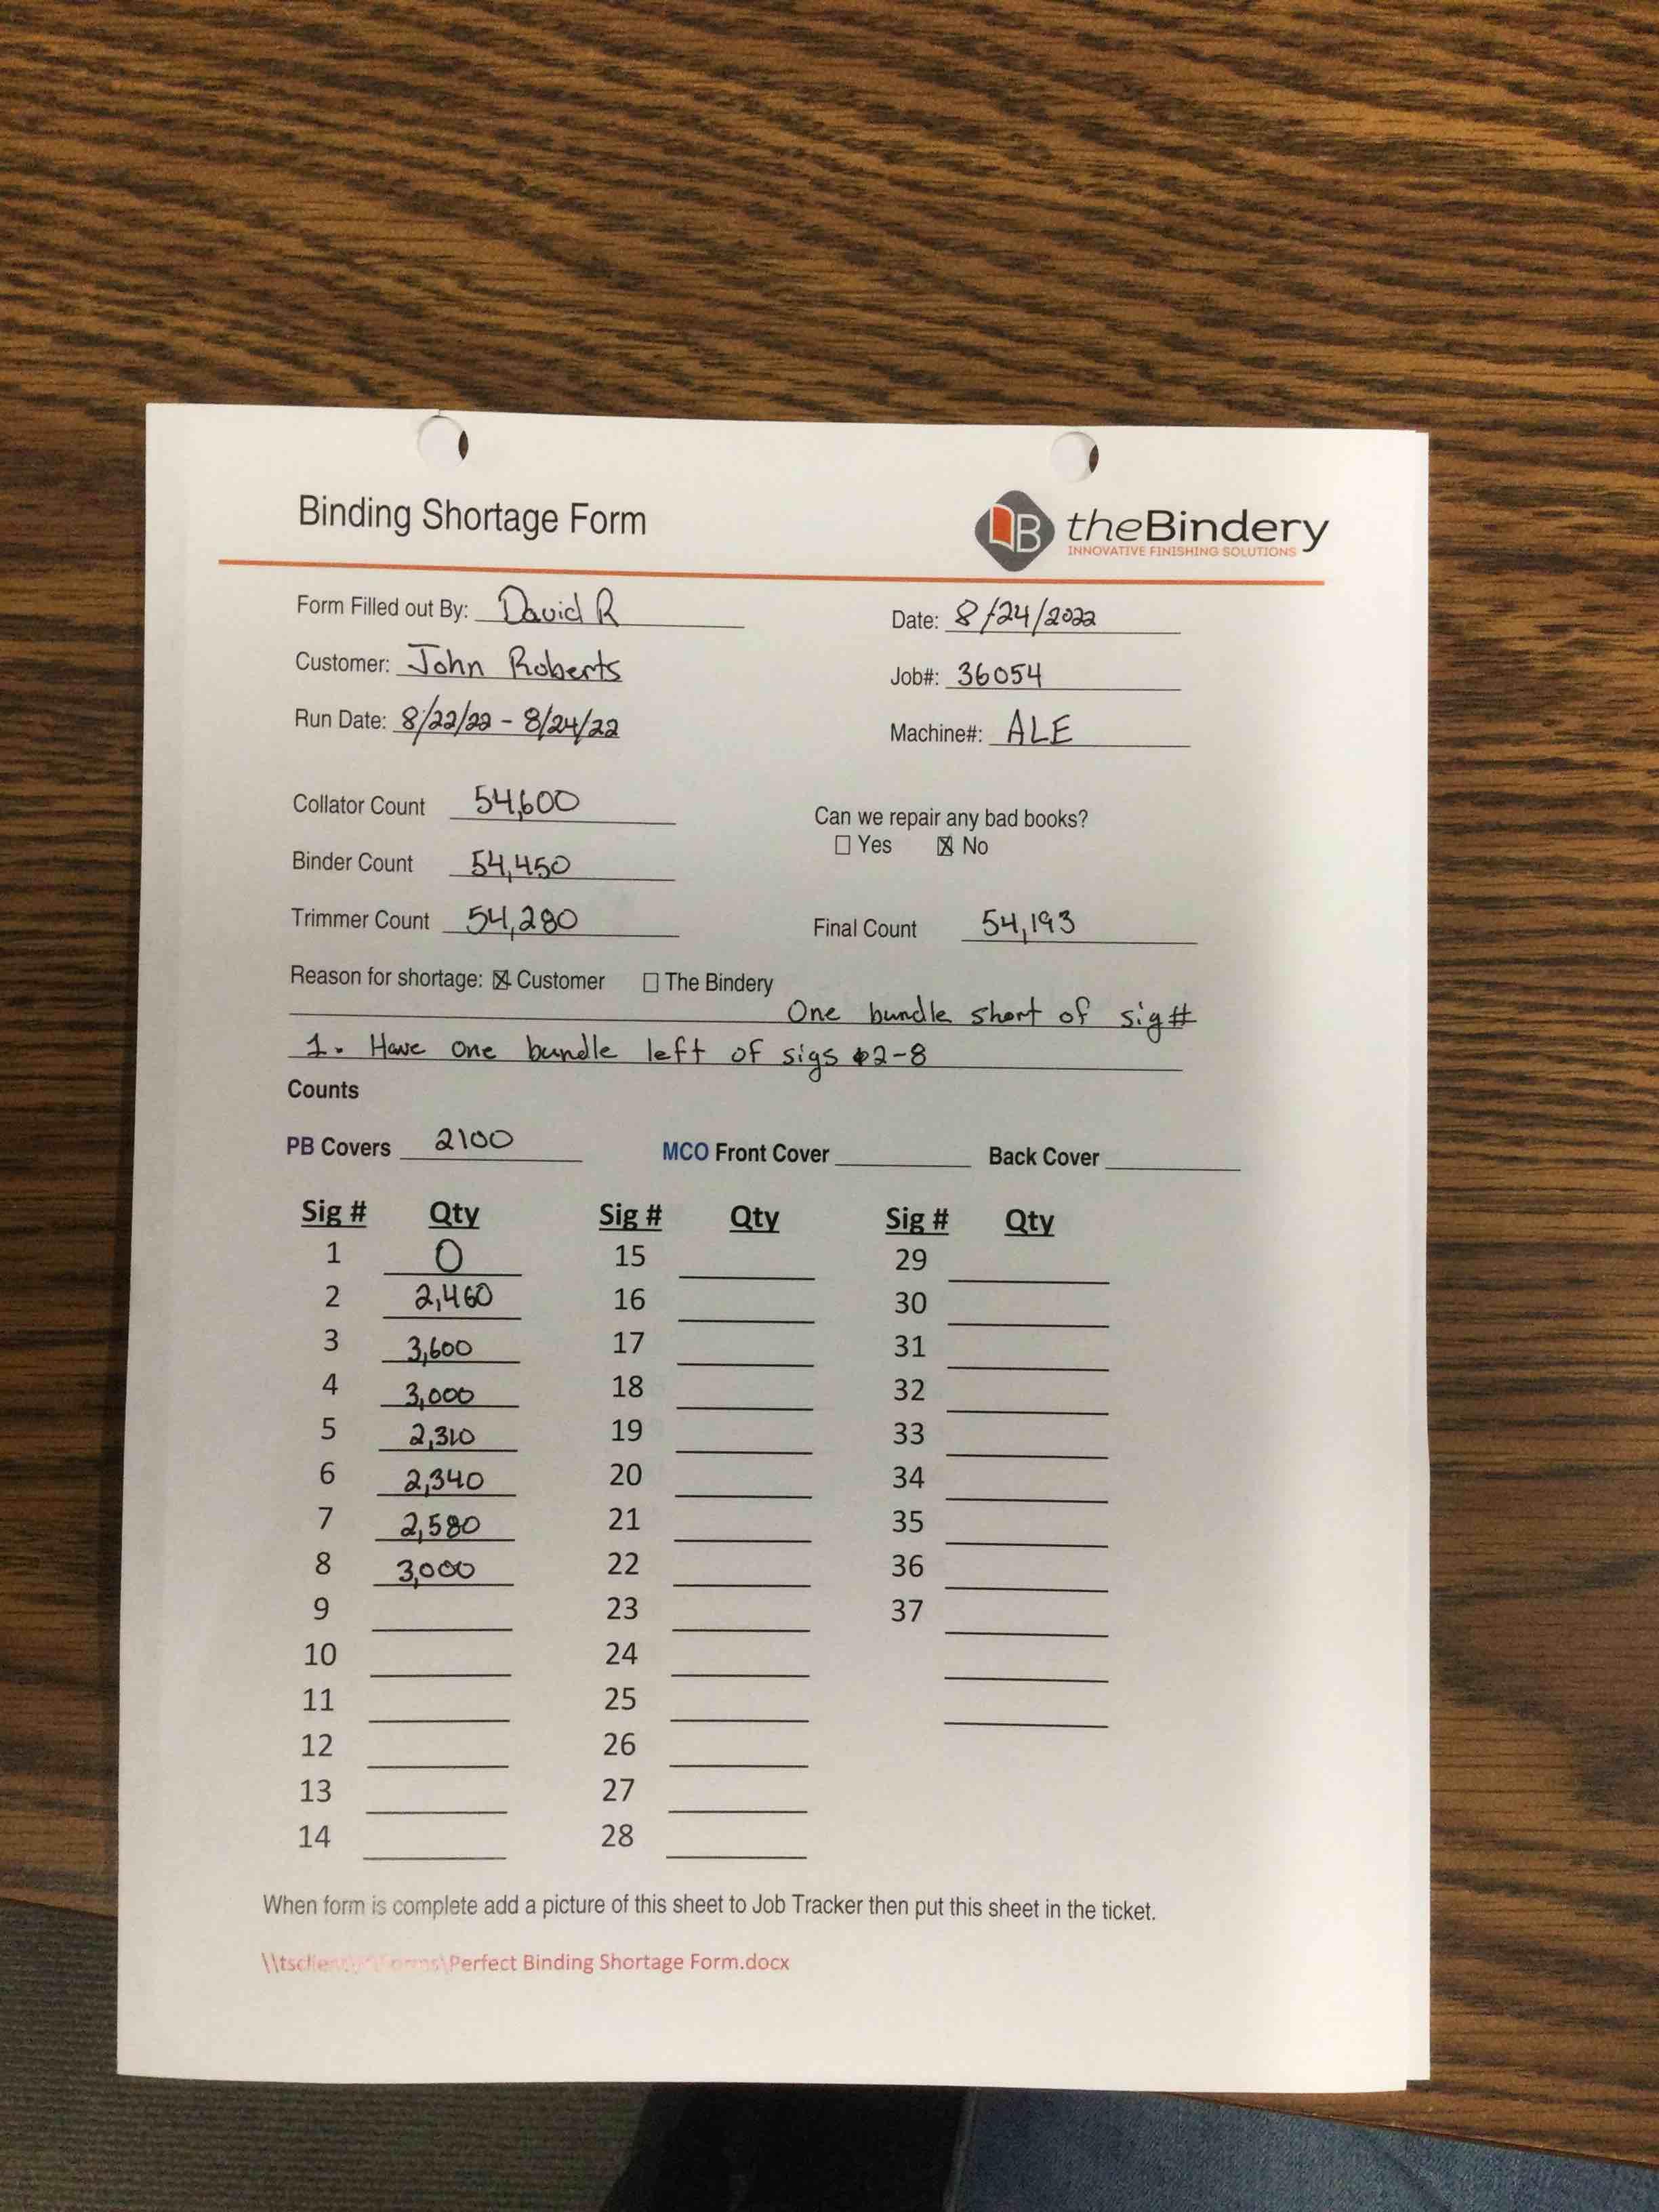 Binding Shortage Form
B theBindery
INNOVATIVE FINISHING SOLUTIONS
Form Filled out By: David R Date: 8/24/2022
Customer: John Roberts Job#: 36054
Run Date: 8/22/22 - 8/24/22 Machine#: ALE
Collator Count 54,600 Can we repair any bad books?
☐ Yes ☒ No
Binder Count 54,450
Trimmer Count 54,280 Final Count 54,193
Reason for shortage: ☒ Customer ☐ The Bindery
One bundle short of sig#
1. Have one bundle left of sigs 2-8
Counts
PB Covers 2100 MCO Front Cover Back Cover
Sig # Qty Sig # Qty Sig # Qty
1 0 15 29
2 2,460 16 30
3 3,600 17 31
4 3,000 18 32
5 2,310 19 33
6 2,340 20 34
7 2,580 21 35
8 3,000 22 36
9 23 37
10 24
11 25
12 26
13 27
14 28
When form is complete add a picture of this sheet to Job Tracker then put this sheet in the ticket.
\Perfect Binding Shortage Form.docx